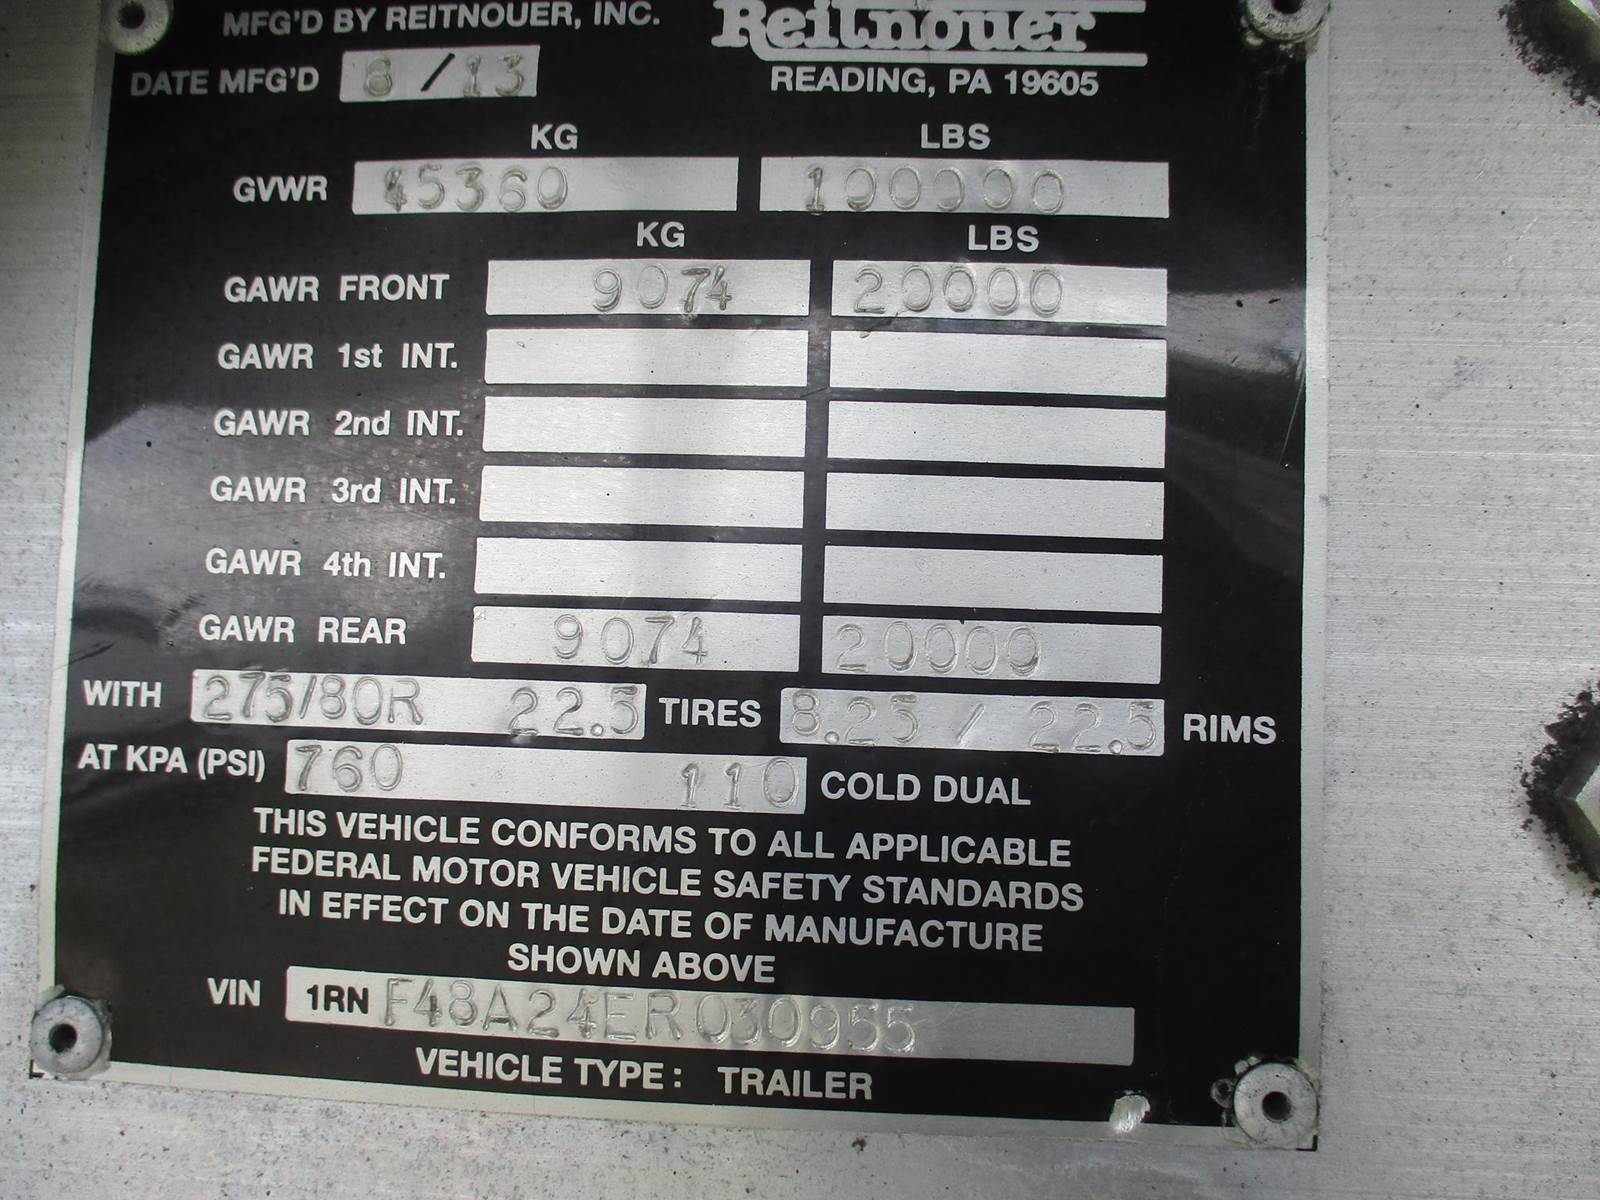 MFG'D BY REITNOUER, INC.
Reitnouer
DATE MFG'D 8/13
READING, PA 19605
KG LBS
GVWR 45360 100000
KG LBS
GAWR FRONT 9074 20000
GAWR 1st INT.
GAWR 2nd INT.
GAWR 3rd INT.
GAWR 4th INT.
GAWR REAR 9074 20000
WITH 275/80R 22.5 TIRES 8.25 / 22.5 RIMS
AT KPA (PSI) 760 110 COLD DUAL
THIS VEHICLE CONFORMS TO ALL APPLICABLE
FEDERAL MOTOR VEHICLE SAFETY STANDARDS
IN EFFECT ON THE DATE OF MANUFACTURE
SHOWN ABOVE
VIN 1RNF48A24ER030955
VEHICLE TYPE: TRAILER